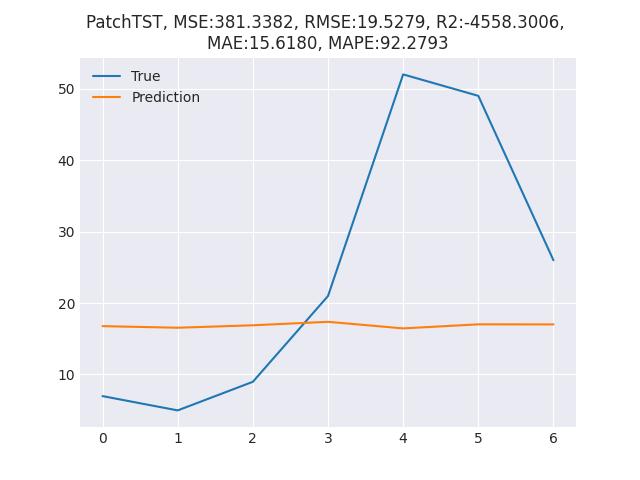 PatchTST, MSE:381.3382, RMSE:19.5279, R2:-4558.3006,
MAE:15.6180, MAPE:92.2793
True
Prediction
50
40
30
20
10
0 1 2 3 4 5 6